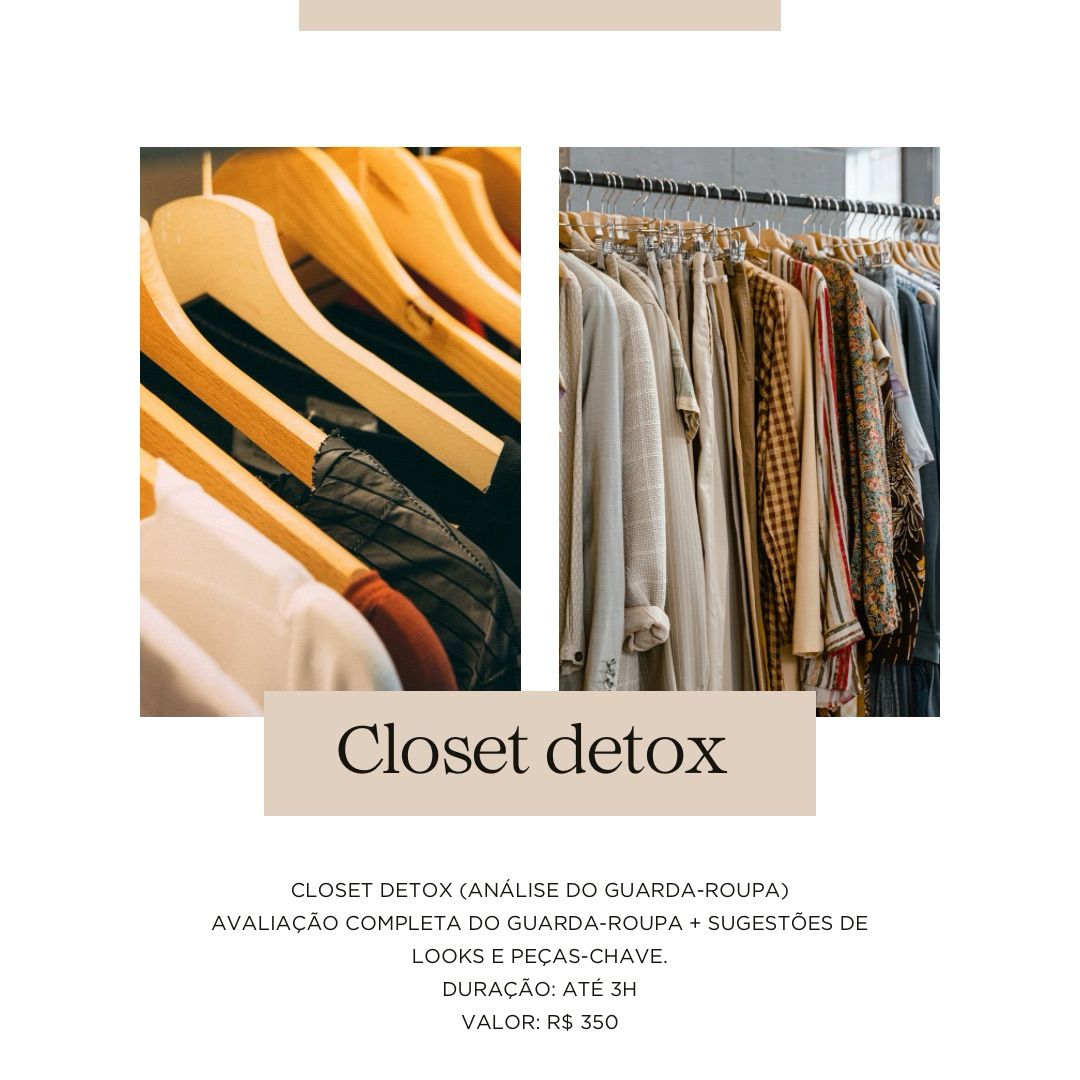 Closet detox
CLOSET DETOX (ANÁLISE DO GUARDA-ROUPA)
AVALIAÇÃO COMPLETA DO GUARDA-ROUPA + SUGESTÕES DE
LOOKS E PEÇAS-CHAVE.
DURAÇÃO: ATÉ 3H
VALOR: R$ 350